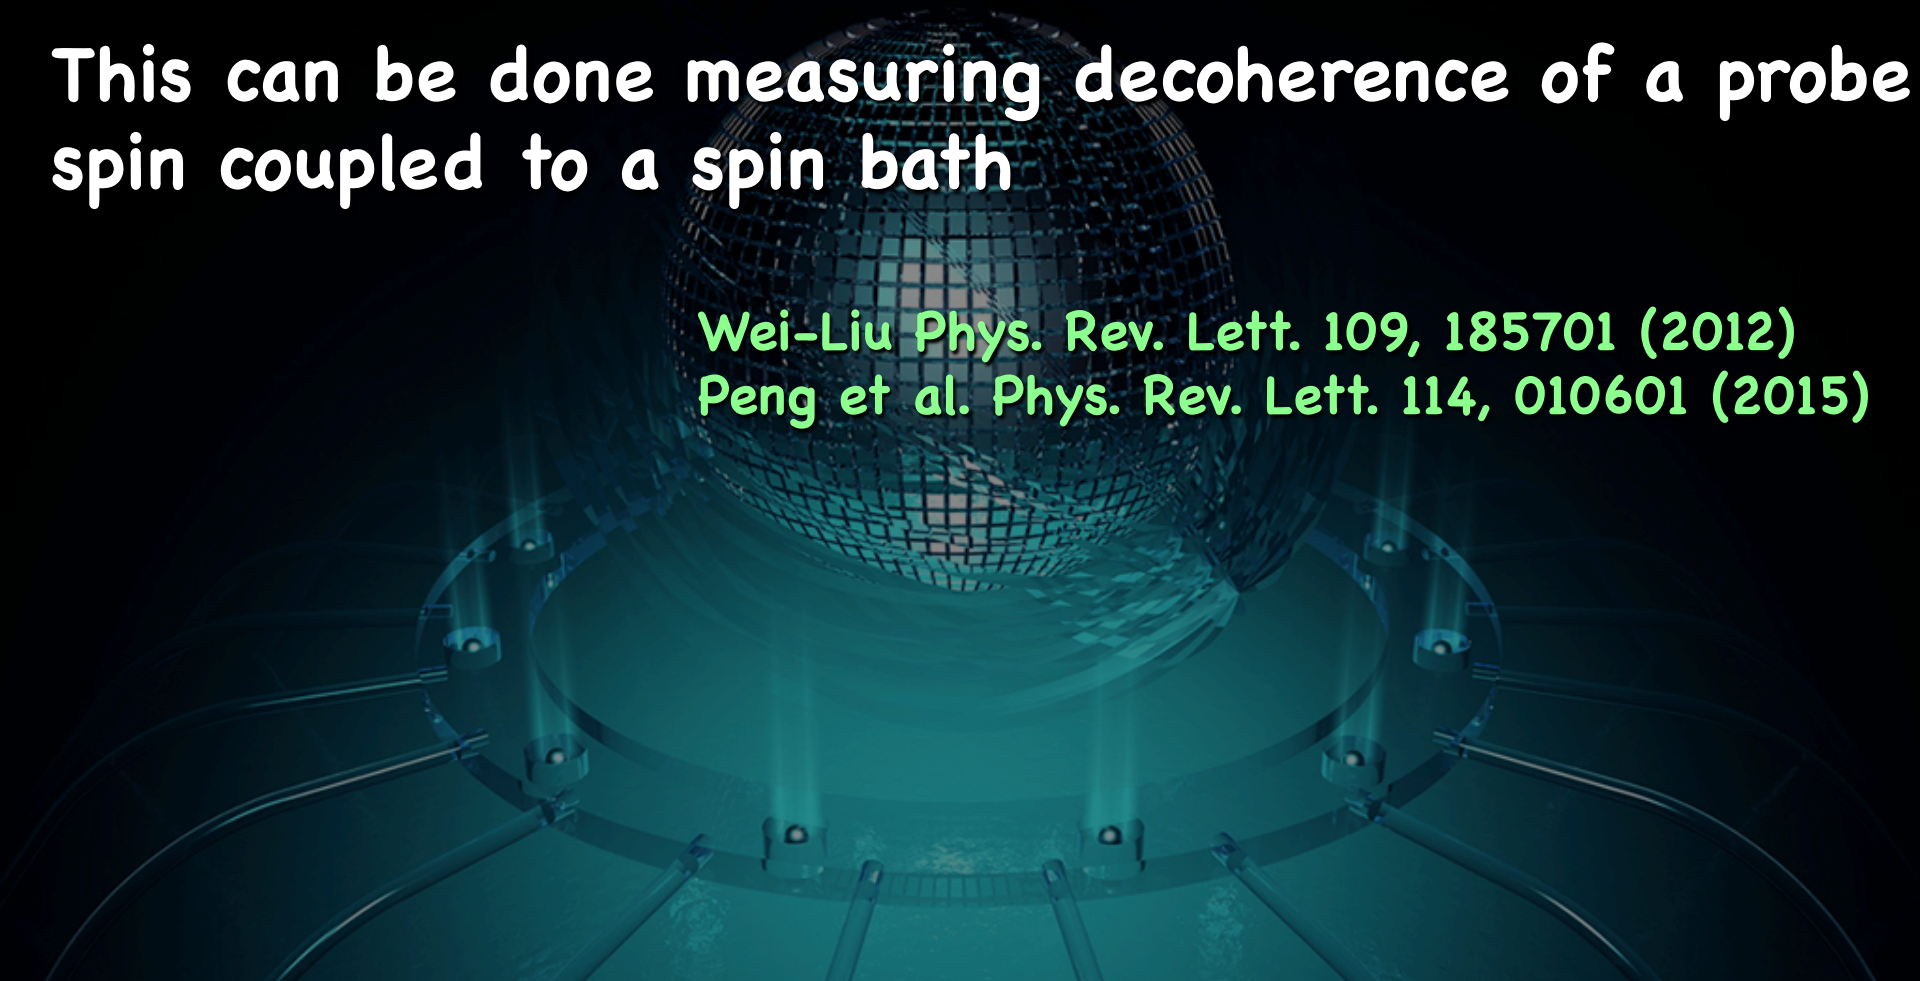 This can be done measuring decoherence of a probe
spin coupled to a spin bath
Wei-Liu Phys. Rev. Lett. 109, 185701 (2012)
Peng et al. Phys. Rev. Lett. 114, 010601 (2015)